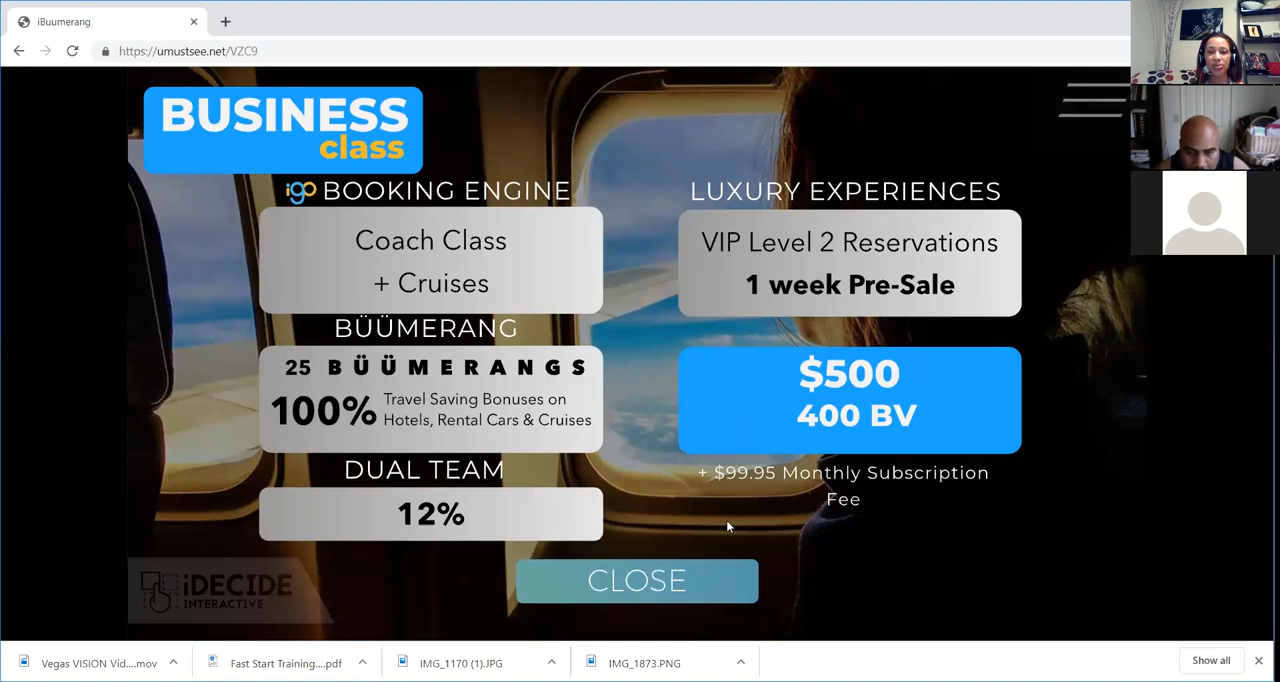 iBuumerang
https://umustsee.net/VZC9
BUSINESS
class
igo BOOKING ENGINE
Coach Class
+ Cruises
BÜÜMERANG
25 BÜÜMERANGS
100% Travel Saving Bonuses on
Hotels, Rental Cars & Cruises
DUAL TEAM
12%
LUXURY EXPERIENCES
VIP Level 2 Reservations
1 week Pre-Sale
$500
400 BV
+ $99.95 Monthly Subscription
Fee
CLOSE
iDECIDE
INTERACTIVE
Vegas VISION Vid....mov
Fast Start Training....pdf
IMG_1170 (1).JPG
IMG_1873.PNG
Show all